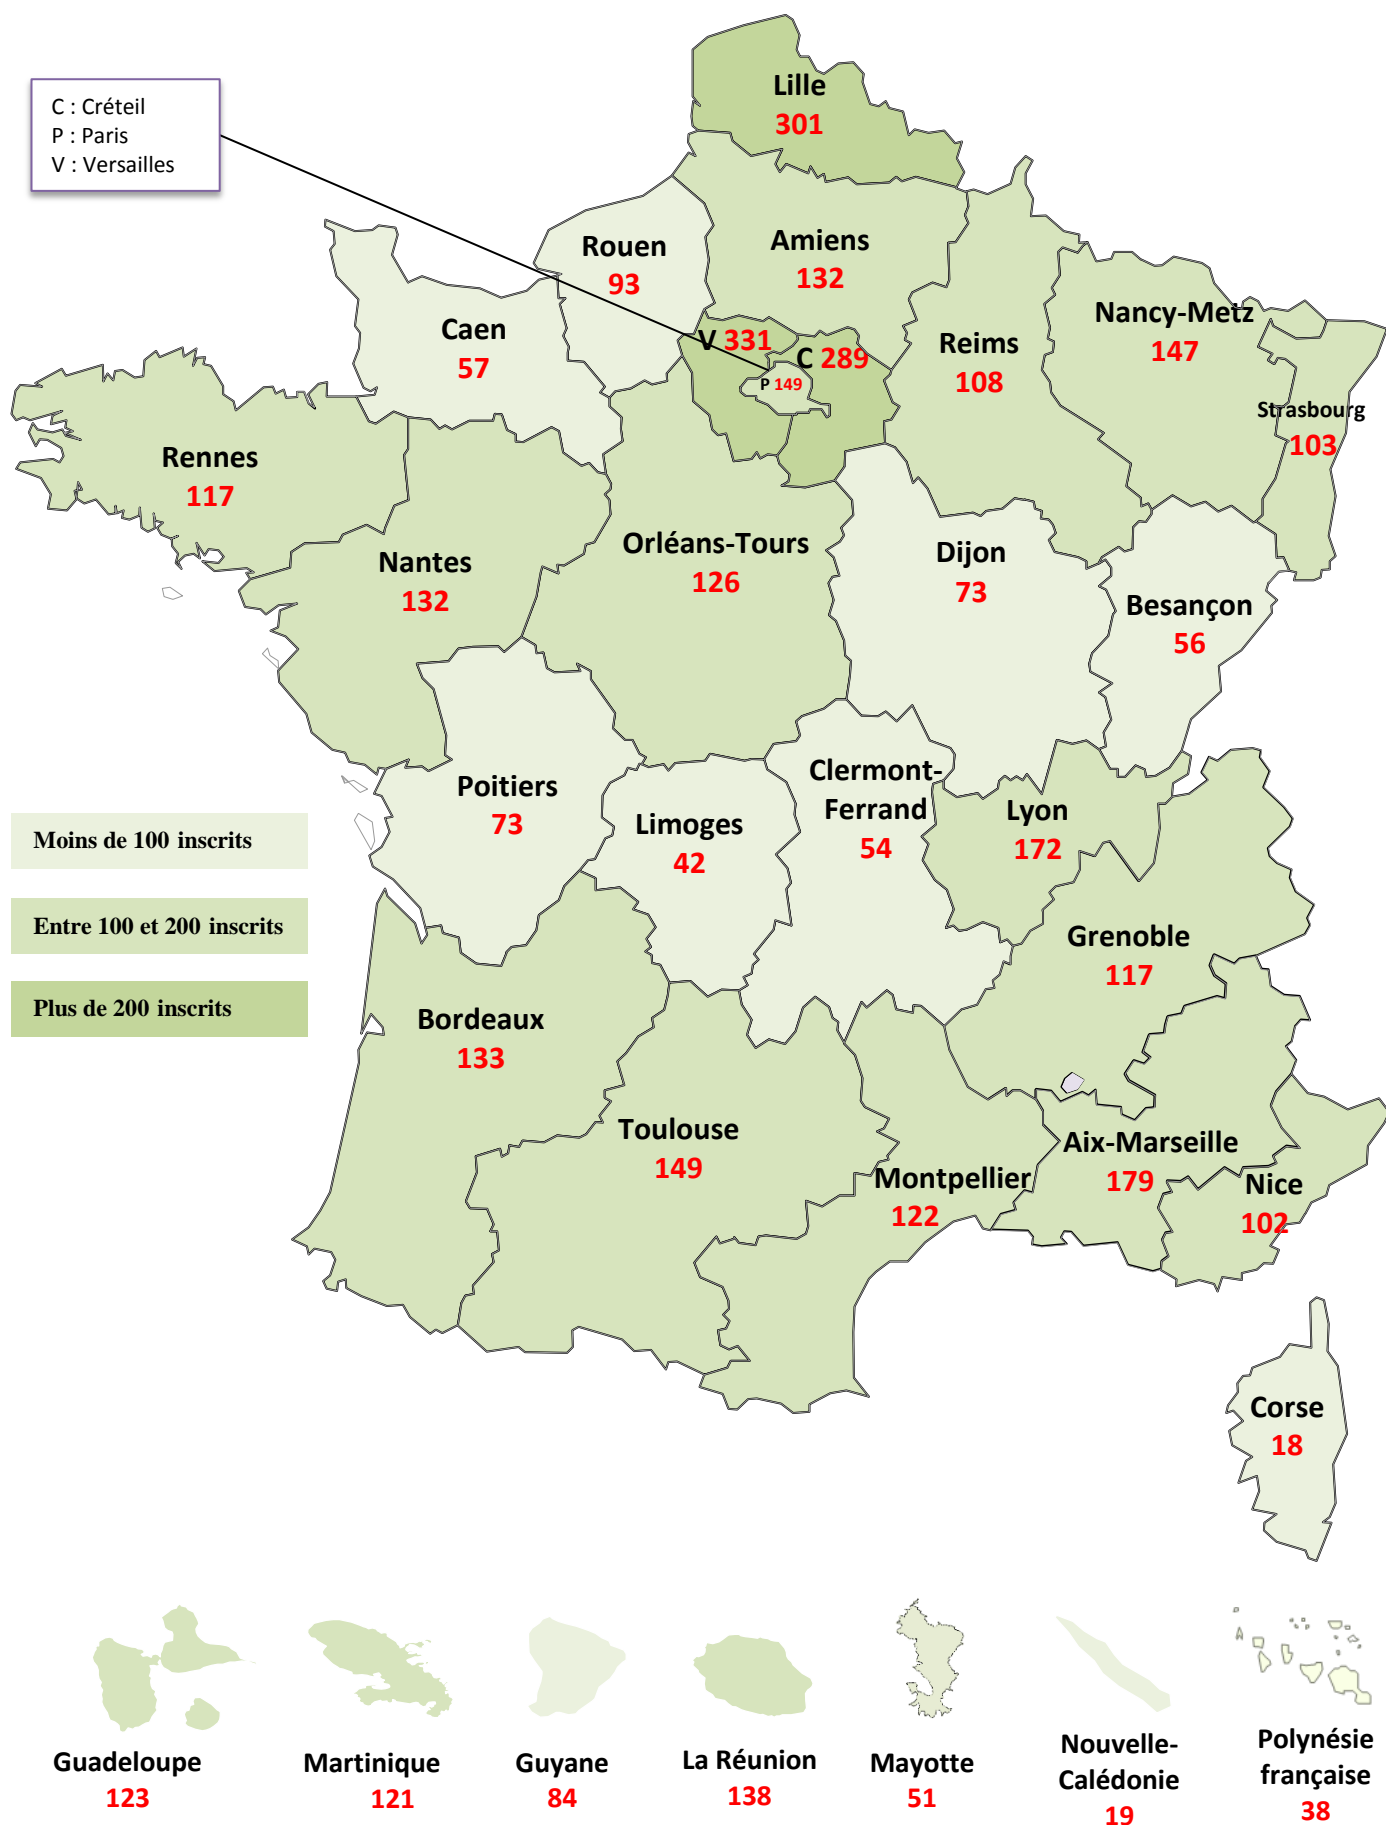 C : Créteil
P : Paris
V : Versailles
Lille
301
Rouen
93
Amiens
132
Caen
57
V 331
C 289
P 149
Reims
108
Nancy-Metz
147
Strasbourg
103
Rennes
117
Nantes
132
Orléans-Tours
126
Dijon
73
Besançon
56
Poitiers
73
Limoges
42
Clermont-
Ferrand
54
Lyon
172
Moins de 100 inscrits
Entre 100 et 200 inscrits
Plus de 200 inscrits
Grenoble
117
Bordeaux
133
Toulouse
149
Montpellier
122
Aix-Marseille
179
Nice
102
Corse
18
Guadeloupe
123
Martinique
121
Guyane
84
La Réunion
138
Mayotte
51
Nouvelle-
Calédonie
19
Polynésie
française
38